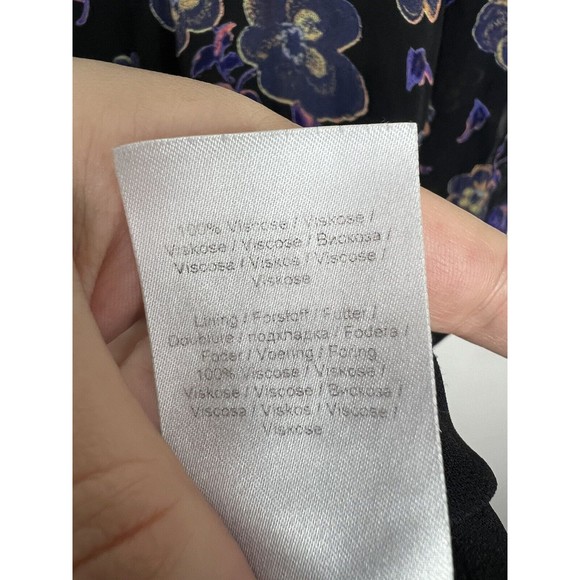 100% Viscose / Viskose /
Viskose / Viscose / Вискоза /
Viscosa / Viskos / Viscose /
Viskose
Lining / Forstoff / Futter /
Doublure / подкладка / Fodera /
Foder / Voering / Foring
100% Viscose / Viskose /
Viskose / Viscose / Вискоза /
Viscosa / Viskos / Viscose /
Viskose